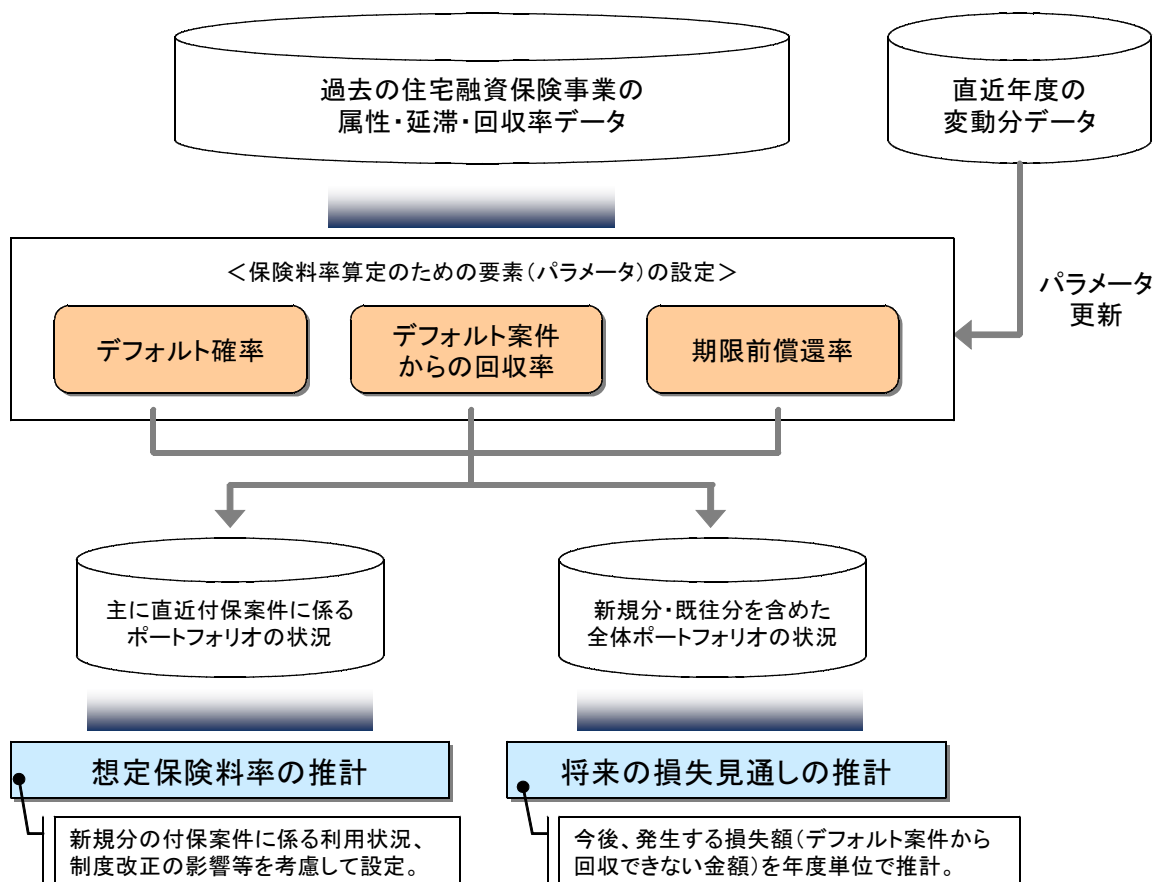 過去の住宅融資保険事業の
属性・延滞・回収率データ
直近年度の
変動分データ
<保険料率算定のための要素(パラメータ)の設定>
パラメータ
更新
デフォルト確率
デフォルト案件
からの回収率
期限前償還率
主に直近付保案件に係る
ポートフォリオの状況
新規分・既往分を含めた
全体ポートフォリオの状況
想定保険料率の推計
将来の損失見通しの推計
新規分の付保案件に係る利用状況、
制度改正の影響等を考慮して設定。
今後、発生する損失額(デフォルト案件から
回収できない金額)を年度単位で推計。